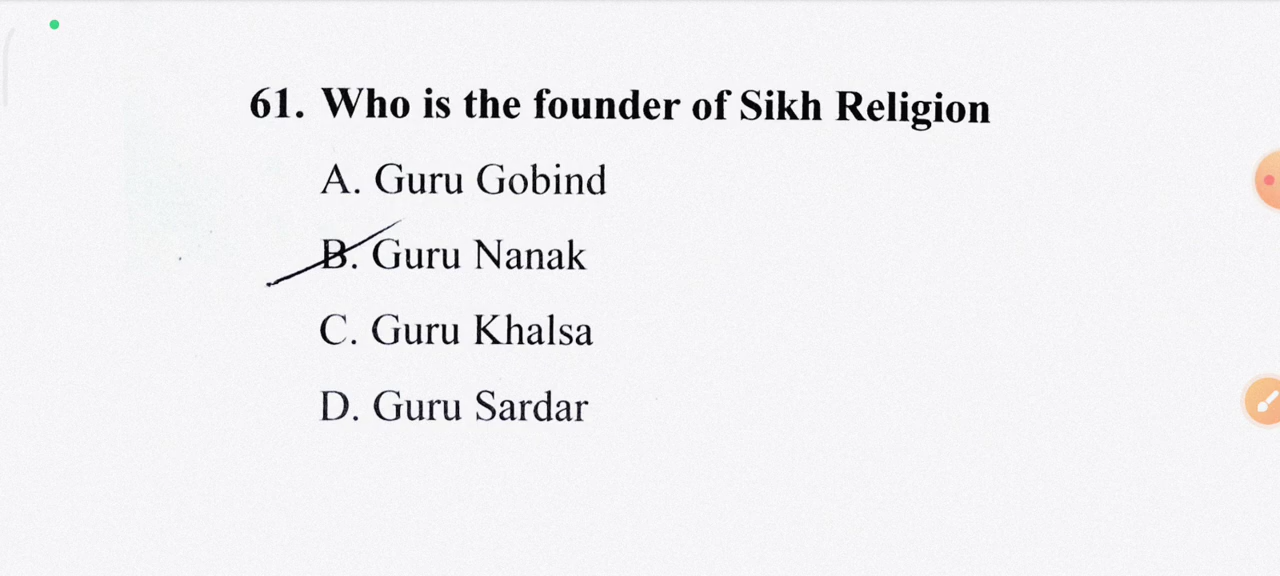 61. Who is the founder of Sikh Religion
A. Guru Gobind
B. Guru Nanak
C. Guru Khalsa
D. Guru Sardar